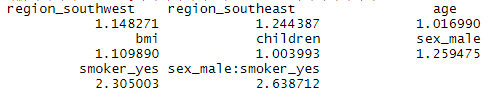 region_southwest region_southeast age
1.148271 1.244387 1.016990
bmi children sex_male
1.109890 1.003993 1.259475
smoker_yes sex_male:smoker_yes
2.305003 2.638712